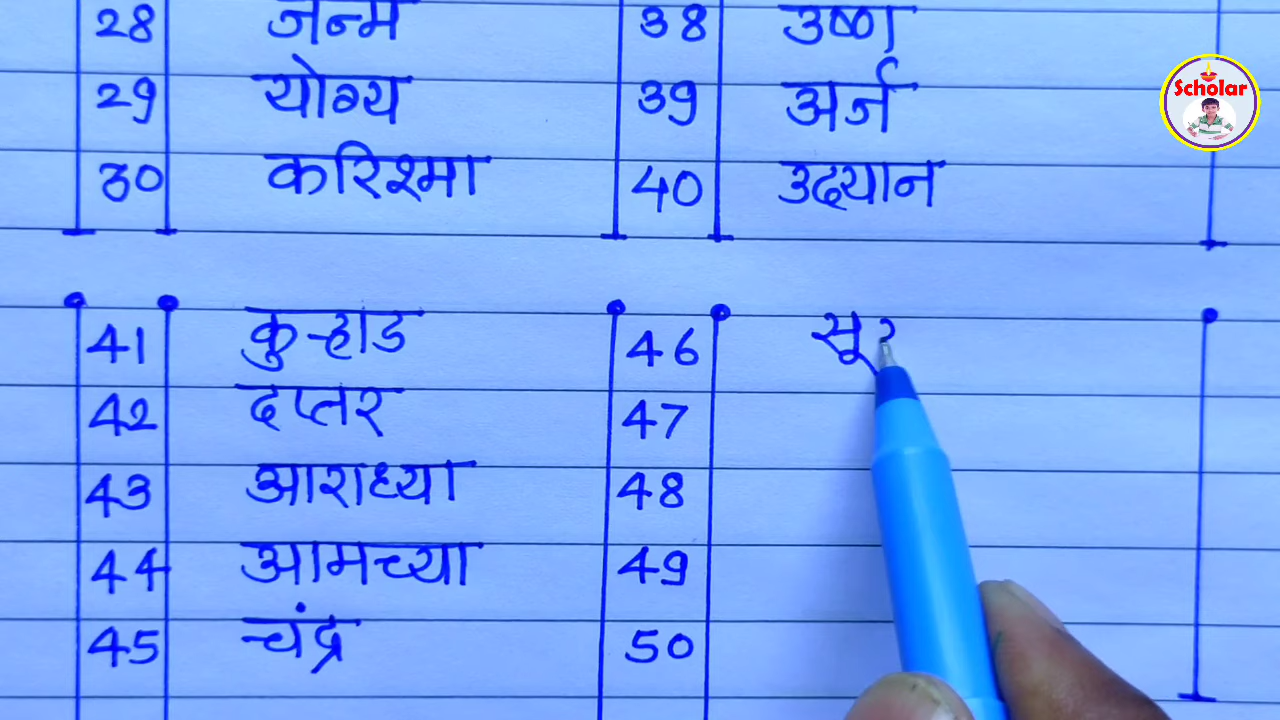 28 जन्म 38 उष्ण
29 योग्य 39 अर्ज
30 करिश्मा 40 उदयान
Scholar
41 कुऱ्हाड 46 सू
42 दप्तर 47
43 आराध्या 48
44 आमच्या 49
45 चंद्र 50